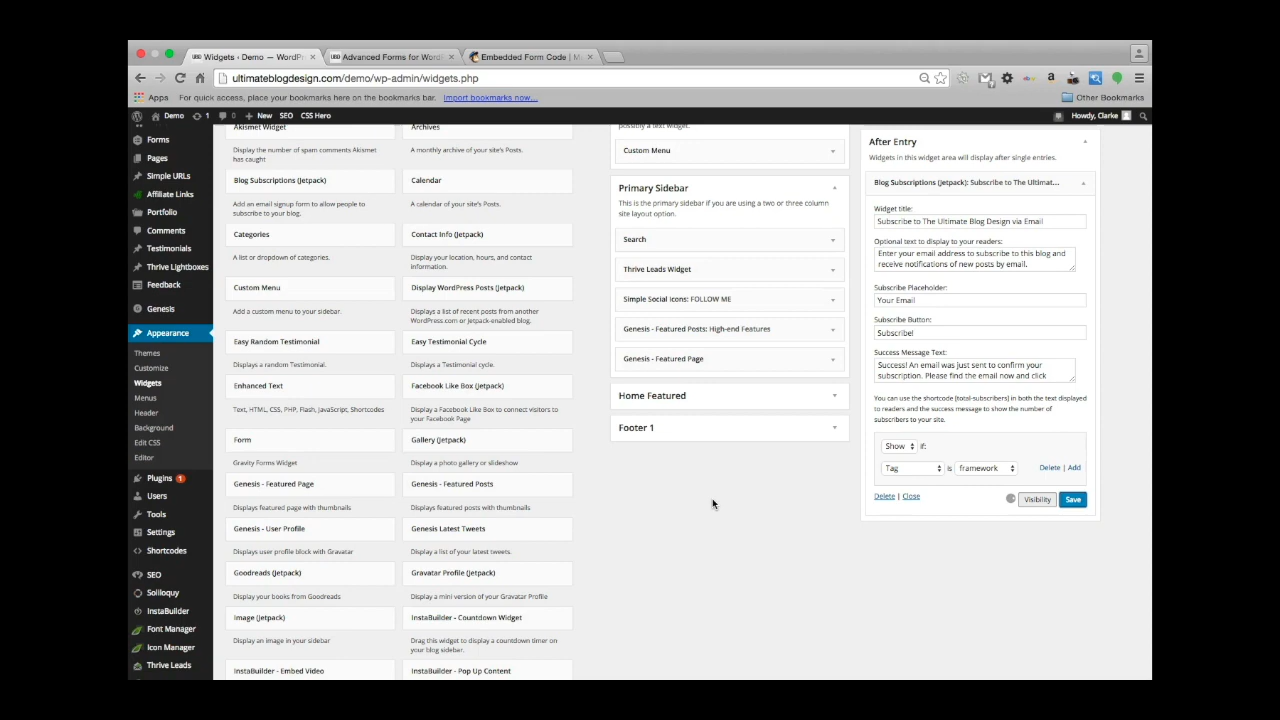 Widgets ‹ Demo — WordPr
Advanced Forms for WordP
Embedded Form Code | M
ultimateblogdesign.com/demo/wp-admin/widgets.php
Apps
For quick access, place your bookmarks here on the bookmarks bar.
Import bookmarks now...
Other Bookmarks
Demo
1
0
New
SEO
CSS Hero
Howdy, Clarke
Forms
Pages
Simple URLs
Affiliate Links
Portfolio
Comments
Testimonials
Thrive Lightboxes
Feedback
Genesis
Appearance
Themes
Customize
Widgets
Menus
Header
Background
Edit CSS
Editor
Plugins 1
Users
Tools
Settings
Shortcodes
SEO
Soliloquy
InstaBuilder
Font Manager
Icon Manager
Thrive Leads
Akismet Widget
Display the number of spam comments Akismet
has caught
Blog Subscriptions (Jetpack)
Add an email signup form to allow people to
subscribe to your blog.
Categories
A list or dropdown of categories.
Custom Menu
Add a custom menu to your sidebar.
Easy Random Testimonial
Displays a random Testimonial.
Enhanced Text
Text, HTML, CSS, PHP, Flash, JavaScript, Shortcodes
Form
Gravity Forms Widget
Genesis - Featured Page
Displays featured page with thumbnails
Genesis - User Profile
Displays user profile block with Gravatar
Goodreads (Jetpack)
Display your books from Goodreads
Image (Jetpack)
Display an image in your sidebar
InstaBuilder - Embed Video
Archives
A monthly archive of your site's Posts.
Calendar
A calendar of your site's Posts.
Contact Info (Jetpack)
Display your location, hours, and contact
information.
Display WordPress Posts (Jetpack)
Displays a list of recent posts from another
WordPress.com or Jetpack-enabled blog.
Easy Testimonial Cycle
Displays a Testimonial cycle.
Facebook Like Box (Jetpack)
Display a Facebook Like Box to connect visitors to
your Facebook Page
Gallery (Jetpack)
Display a photo gallery or slideshow
Genesis - Featured Posts
Displays featured posts with thumbnails
Genesis Latest Tweets
Display a list of your latest tweets.
Gravatar Profile (Jetpack)
Display a mini version of your Gravatar Profile
InstaBuilder - Countdown Widget
Drag this widget to display a countdown timer on
your blog sidebar.
InstaBuilder - Pop Up Content
possibly a text widget.
Custom Menu
Primary Sidebar
This is the primary sidebar if you are using a two or three column
site layout option.
Search
Thrive Leads Widget
Simple Social Icons: FOLLOW ME
Genesis - Featured Posts: High-end Features
Genesis - Featured Page
Home Featured
Footer 1
After Entry
Widgets in this widget area will display after single entries.
Blog Subscriptions (Jetpack): Subscribe to The Ultimat...
Widget title:
Subscribe to The Ultimate Blog Design via Email
Optional text to display to your readers:
Enter your email address to subscribe to this blog and
receive notifications of new posts by email.
Subscribe Placeholder:
Your Email
Subscribe Button:
Subscribe!
Success Message Text:
Success! An email was just sent to confirm your
subscription. Please find the email now and click
You can use the shortcode [total-subscribers] in both the text displayed
to readers and the success message to show the number of
subscribers to your site.
Show if:
Tag is framework Delete | Add
Delete | Close Visibility Save